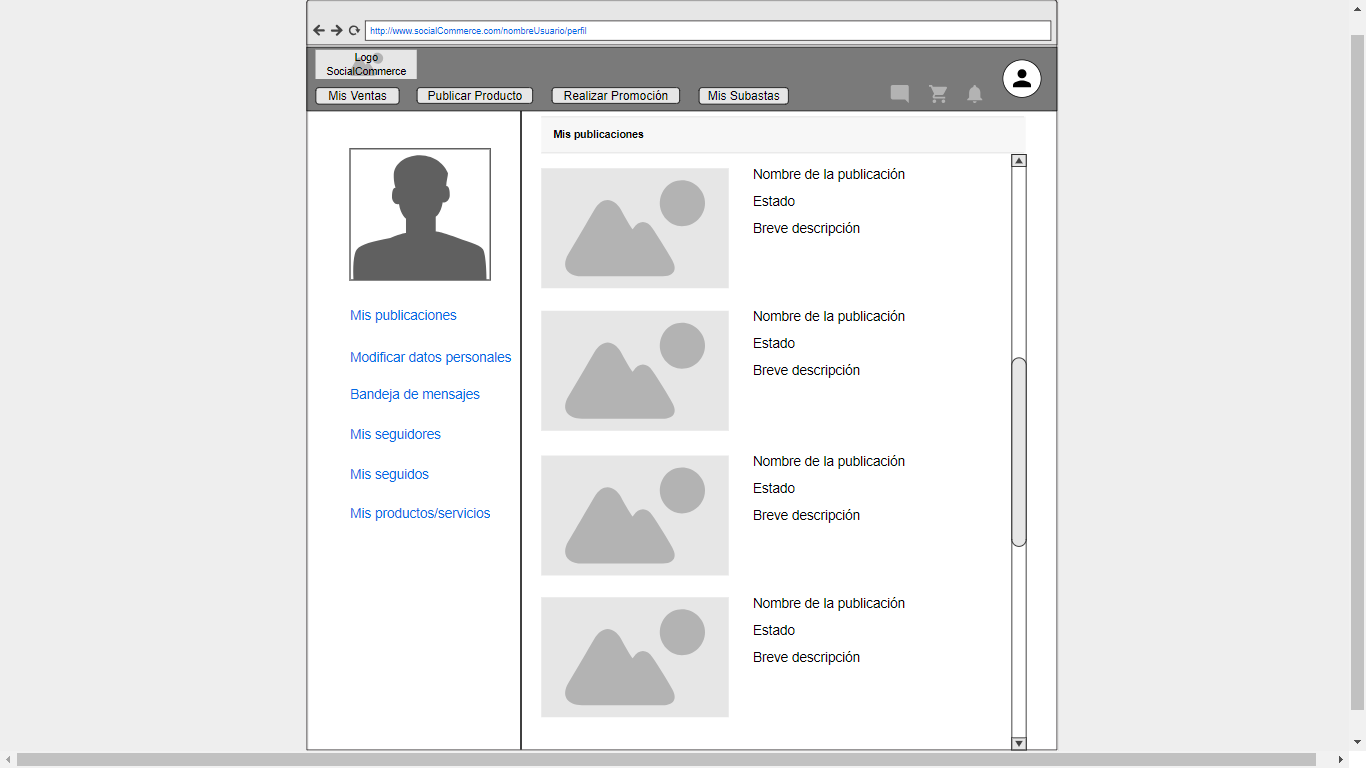 http://www.socialCommerce.com/nombreUsuario/perfil
Logo
SocialCommerce
Mis Ventas
Publicar Producto
Realizar Promoción
Mis Subastas
Mis publicaciones
Modificar datos personales
Bandeja de mensajes
Mis seguidores
Mis seguidos
Mis productos/servicios
Mis publicaciones
Nombre de la publicación
Estado
Breve descripción
Nombre de la publicación
Estado
Breve descripción
Nombre de la publicación
Estado
Breve descripción
Nombre de la publicación
Estado
Breve descripción